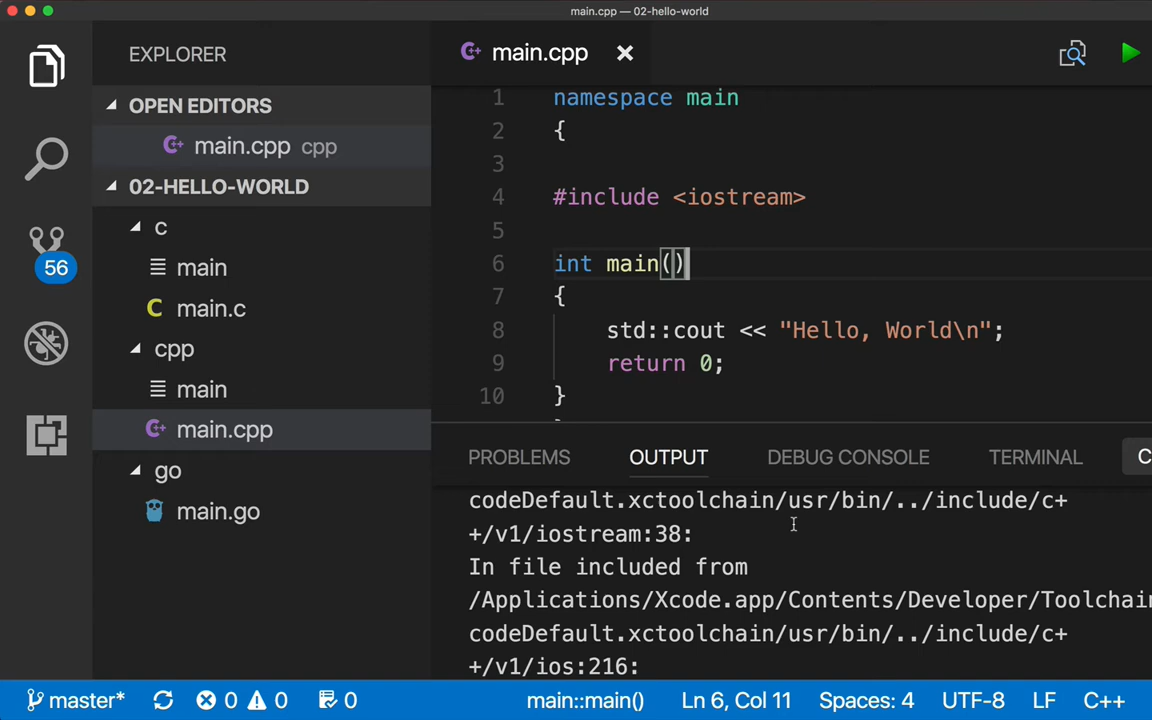 main.cpp — 02-hello-world
EXPLORER
OPEN EDITORS
main.cpp cpp
02-HELLO-WORLD
c
main
C main.c
cpp
main
main.cpp
go
main.go
56
main.cpp
1 namespace main
2 {
3
4 #include <iostream>
5
6 int main()
7 {
8 std::cout << "Hello, World\n";
9 return 0;
10 }
PROBLEMS OUTPUT DEBUG CONSOLE TERMINAL C
codeDefault.xctoolchain/usr/bin/../include/c+
+/v1/iostream:38:
In file included from
/Applications/Xcode.app/Contents/Developer/Toolchain
codeDefault.xctoolchain/usr/bin/../include/c+
+/v1/ios:216:
master* 0 0 0 main::main() Ln 6, Col 11 Spaces: 4 UTF-8 LF C++